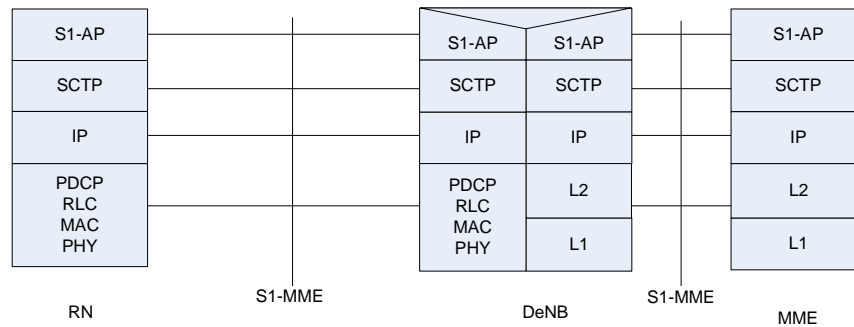 S1-AP
SCTP
IP
PDCP
RLC
MAC
PHY
RN
S1-MME
S1-AP S1-AP
SCTP SCTP
IP IP
PDCP
RLC
MAC
PHY
L2
L1
DeNB
S1-MME
S1-AP
SCTP
IP
L2
L1
MME